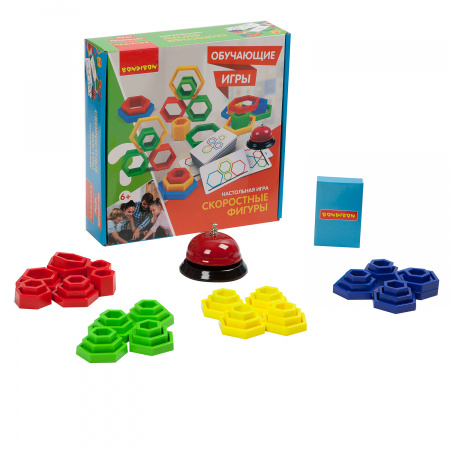 BONDIBON
ОБУЧАЮЩИЕ
ИГРЫ
НАСТОЛЬНАЯ ИГРА
СКОРОСТНЫЕ
ФИГУРЫ
6+
BONDIBON